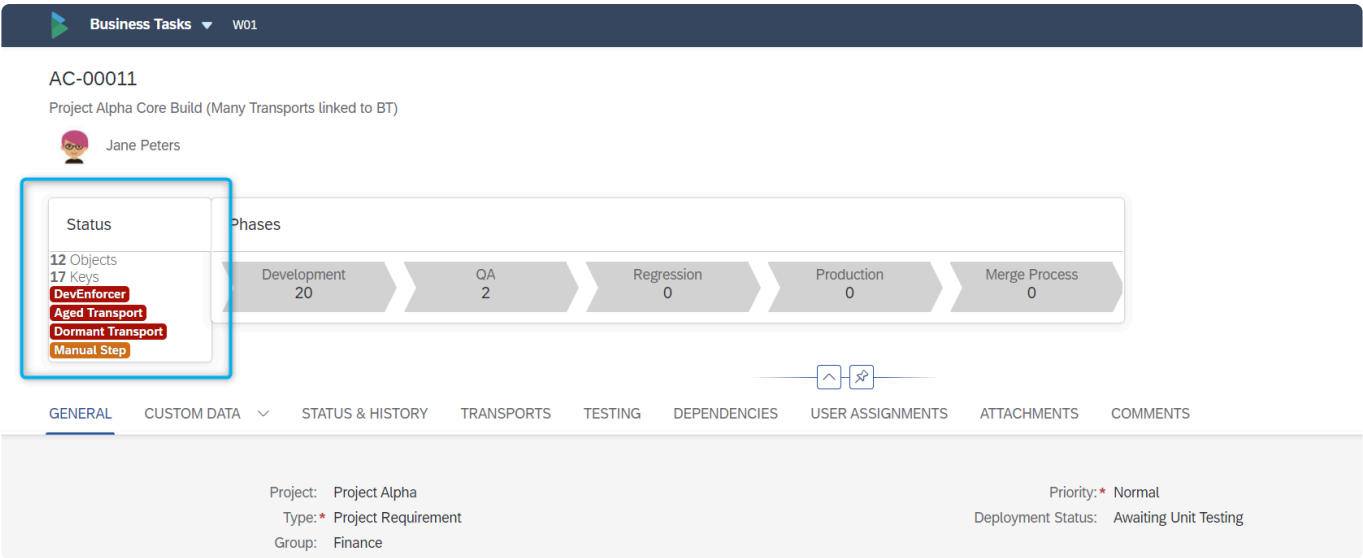 Business Tasks W01
AC-00011
Project Alpha Core Build (Many Transports linked to BT)
Jane Peters
Status
12 Objects
17 Keys
DevEnforcer
Aged Transport
Dormant Transport
Manual Step
Phases
Development QA Regression Production Merge Process
20 2 0 0 0
GENERAL CUSTOM DATA STATUS & HISTORY TRANSPORTS TESTING DEPENDENCIES USER ASSIGNMENTS ATTACHMENTS COMMENTS
Project: Project Alpha Priority:* Normal
Type:* Project Requirement Deployment Status: Awaiting Unit Testing
Group: Finance